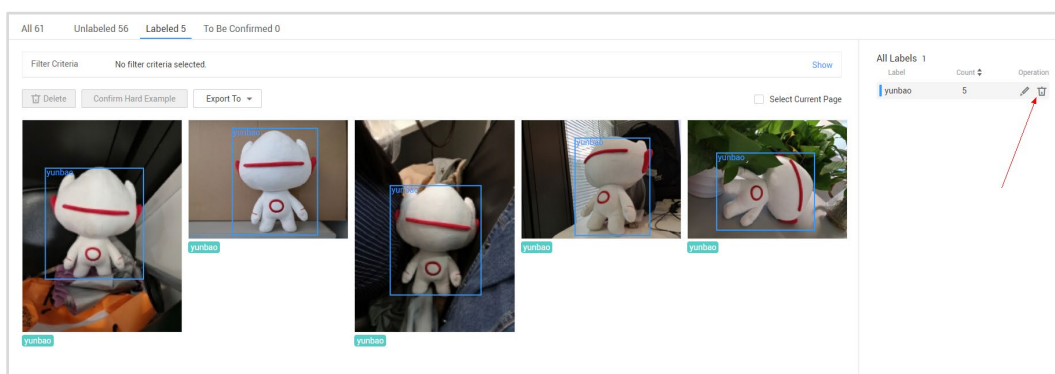 All 61 Unlabeled 56 Labeled 5 To Be Confirmed 0
Filter Criteria No filter criteria selected. Show
Delete Confirm Hard Example Export To Select Current Page
yunbao
yunbao
yunbao
yunbao
yunbao
yunbao
yunbao
yunbao
yunbao
yunbao
All Labels 1
Label Count Operation
yunbao 5